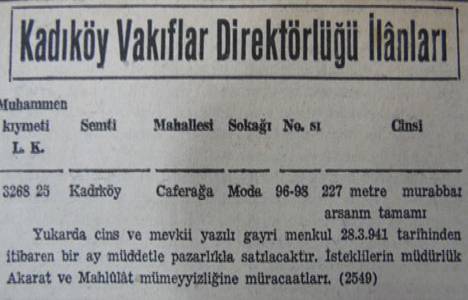 Kadıköy Vakıflar Direktörlüğü İlânları
Muhammen
kıymeti Semti Mahallesi Sokağı No. sı Cinsi
L. K.
3268 25 Kadıköy Caferağa Moda 96-98 227 metre murabbaı
arsanın tamamı
Yukarda cins ve mevkii yazılı gayri menkul 28.3.941 tarihinden
itibaren bir ay müddetle pazarlıkla satılacaktır. İsteklilerin müdürlük
Akarat ve Mahlûlât mümeyyizliğine müracaatları. (2549)